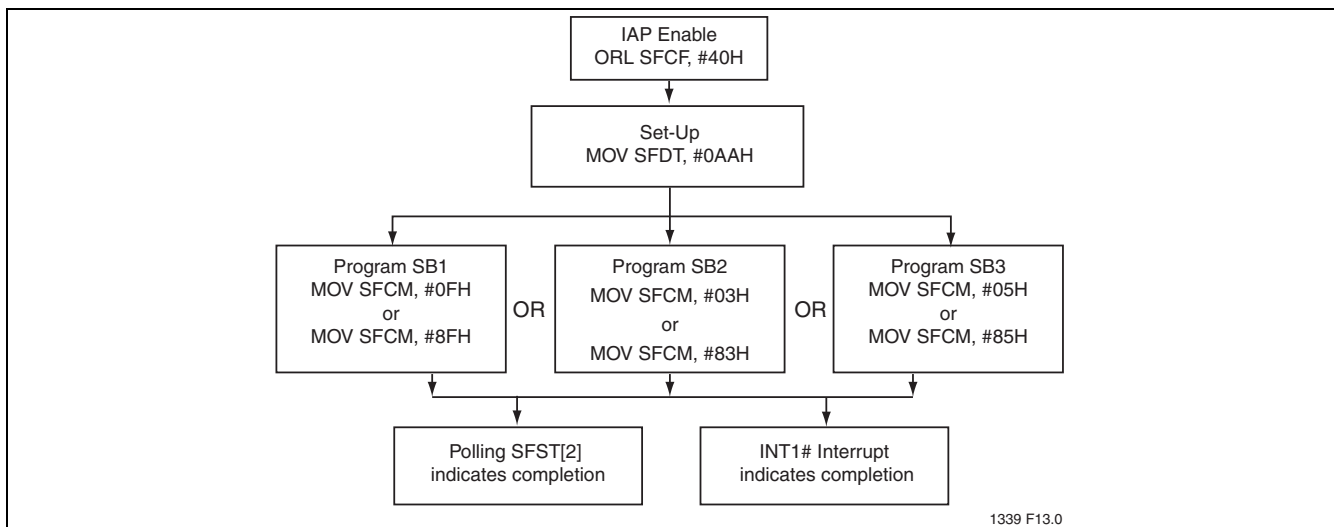 IAP Enable
ORL SFCF, #40H
Set-Up
MOV SFDT, #0AAH
Program SB1
MOV SFCM, #0FH
or
MOV SFCM, #8FH
OR
Program SB2
MOV SFCM, #03H
or
MOV SFCM, #83H
OR
Program SB3
MOV SFCM, #05H
or
MOV SFCM, #85H
Polling SFST[2]
indicates completion
INT1# Interrupt
indicates completion
1339 F13.0